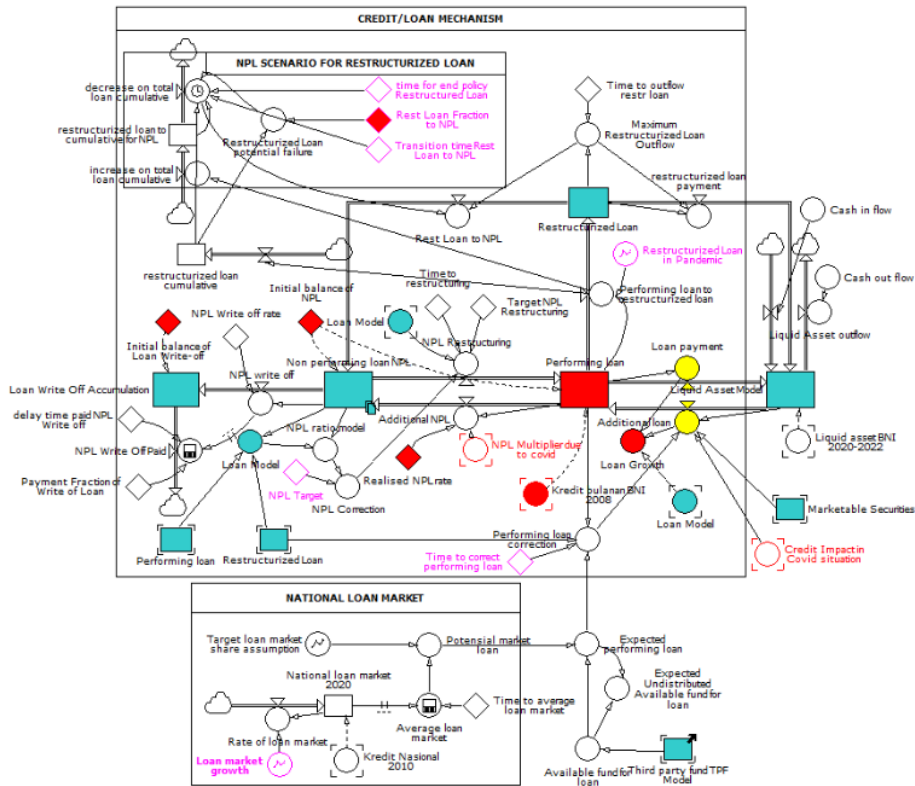 CREDIT/LOAN MECHANISM
NPL SCENARIO FOR RESTRUCTURIZED LOAN
decrease on total
loan cumulative
time for end policy
Restructured Loan
Time to outflow
restr loan
Rest Loan Fraction
to NPL
restructurized loan to
cumulative for NPL
Restructurized Loan
potential failure
Transition time Rest
Loan to NPL
Maximum
Restructurized Loan
Outflow
increase on total
loan cumulative
restructurized loan
payment
Cash in flow
Rest Loan to NPL
Restructurized Loan
restructurized loan
cumulative
Time to
restructuring
Restructurized Loan
in Pandemic
Cash out flow
Initial balance of
NPL
Performing loan to
restructurized loan
NPL Write off rate
Loan Model
Target NPL
Restructuring
Liquid Asset outflow
Initial balance of
Loan Write-off
NPL Restructuring
Loan payment
Non performing loan NPL
Performing loan
NPL write off
Loan Write Off Accumulation
Liquid Asset Model
delay time paid NPL
Write off
NPL ratio model
Additional NPL
Additional loan
NPL Write Off Paid
Loan Model
NPL Multiplier due
to covid
Loan Growth
Liquid asset BNI
2020-2022
Payment Fraction of
Write of Loan
NPL Target
NPL Correction
Realised NPL rate
Kredit bulanan BNI
2008
Loan Model
Marketable Securities
Performing loan
Restructurized Loan
Performing loan
correction
Time to correct
performing loan
Credit Impact in
Covid situation
NATIONAL LOAN MARKET
Target loan market
share assumption
Potensial market
loan
Expected
performing loan
National loan market
2020
Expected
Undistributed
Available fund for
loan
Time to average
loan market
Rate of loan market
Average loan
market
Loan market
growth
Kredit Nasional
2010
Available fund for
loan
Third party fund TPF
Model